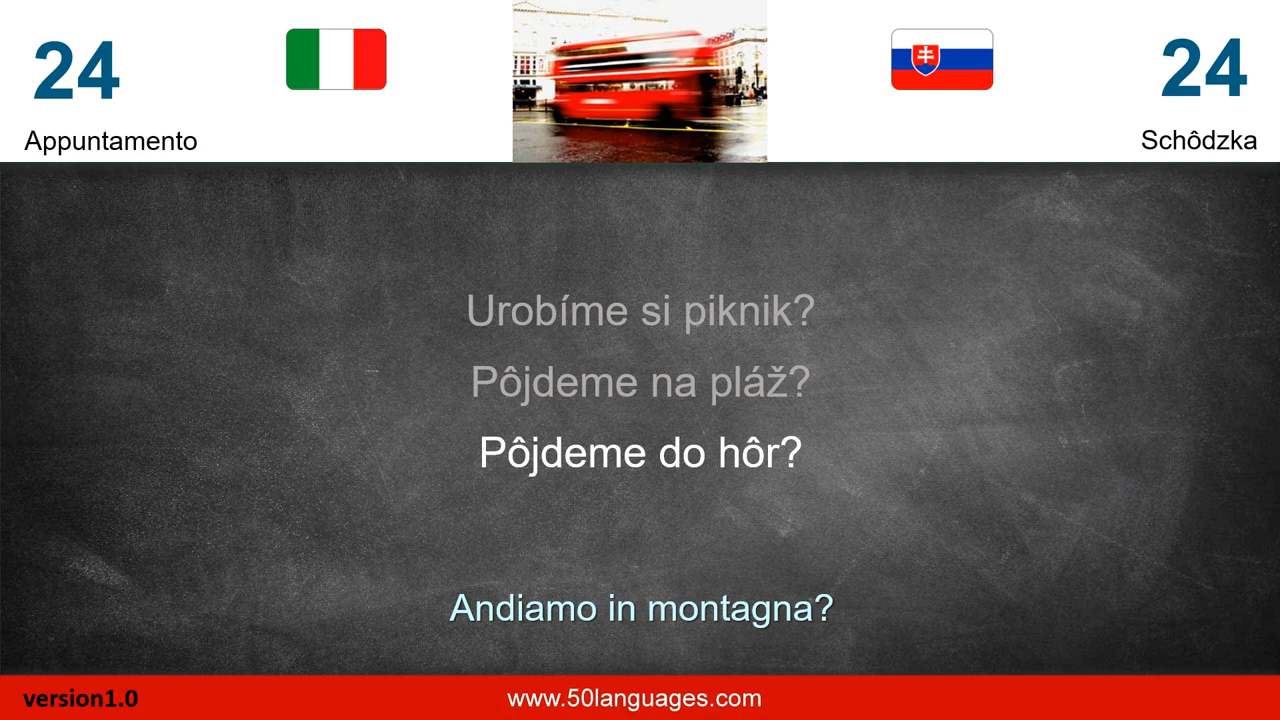 24
24
Appuntamento
Schôdzka
Urobíme si piknik?
Pôjdeme na pláž?
Pôjdeme do hôr?
Andiamo in montagna?
version1.0
www.50languages.com